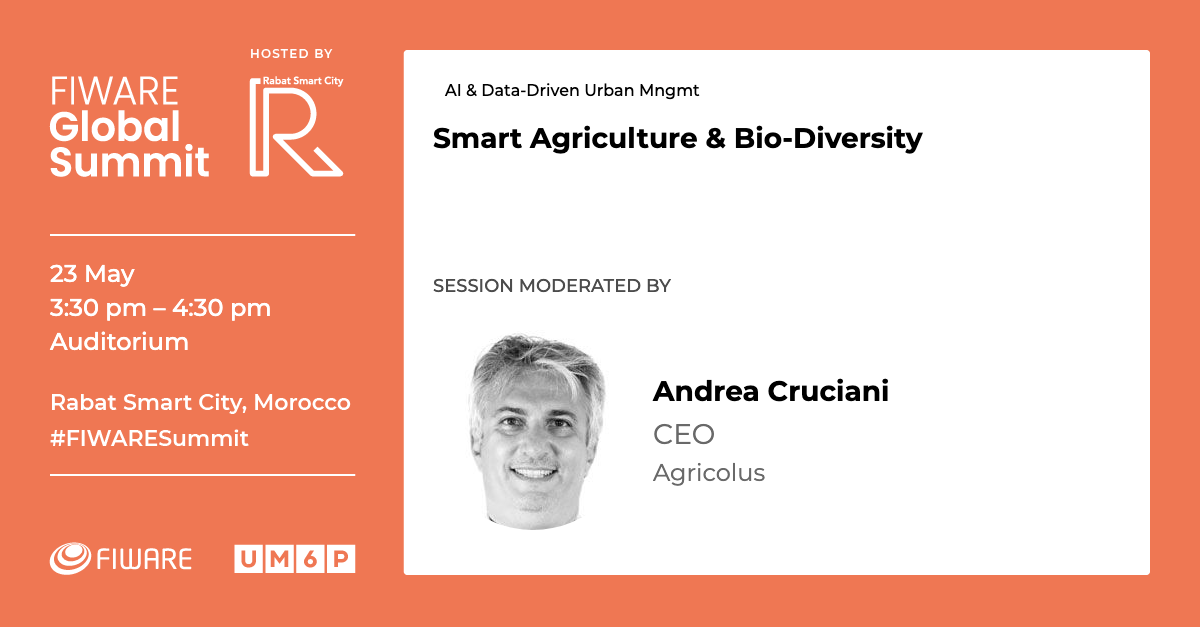 HOSTED BY
FIWARE
Global
Summit
Rabat Smart City
R
23 May
3:30 pm – 4:30 pm
Auditorium
Rabat Smart City, Morocco
#FIWARESummit
FIWARE
UM6P
AI & Data-Driven Urban Mngmt
Smart Agriculture & Bio-Diversity
SESSION MODERATED BY
Andrea Cruciani
CEO
Agricolus